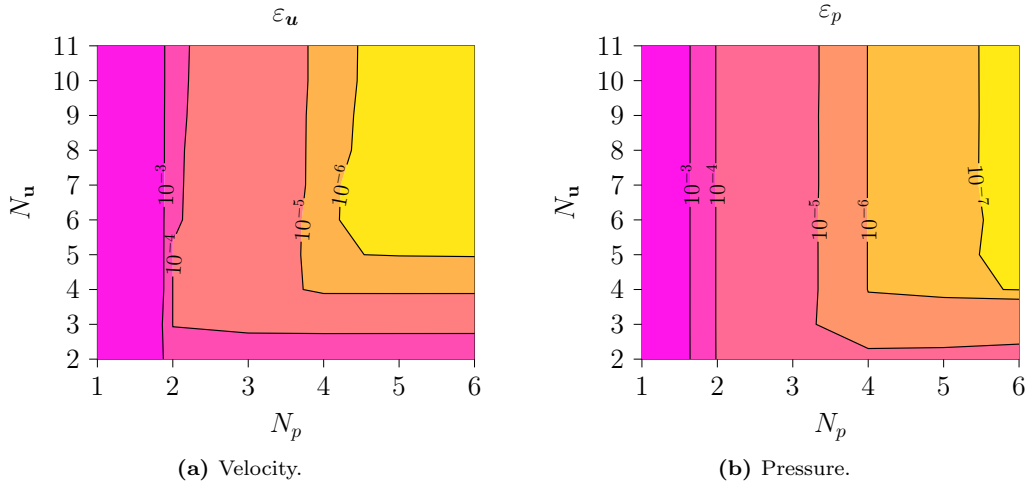 ε_u
11
10
9
8
7
6
5
4
3
2
N_u
10^{-3}
10^{-4}
10^{-5}
10^{-6}
1 2 3 4 5 6
N_p
(a) Velocity.
ε_p
11
10
9
8
7
6
5
4
3
2
N_u
10^{-3}
10^{-4}
10^{-5}
10^{-6}
10^{-7}
1 2 3 4 5 6
N_p
(b) Pressure.